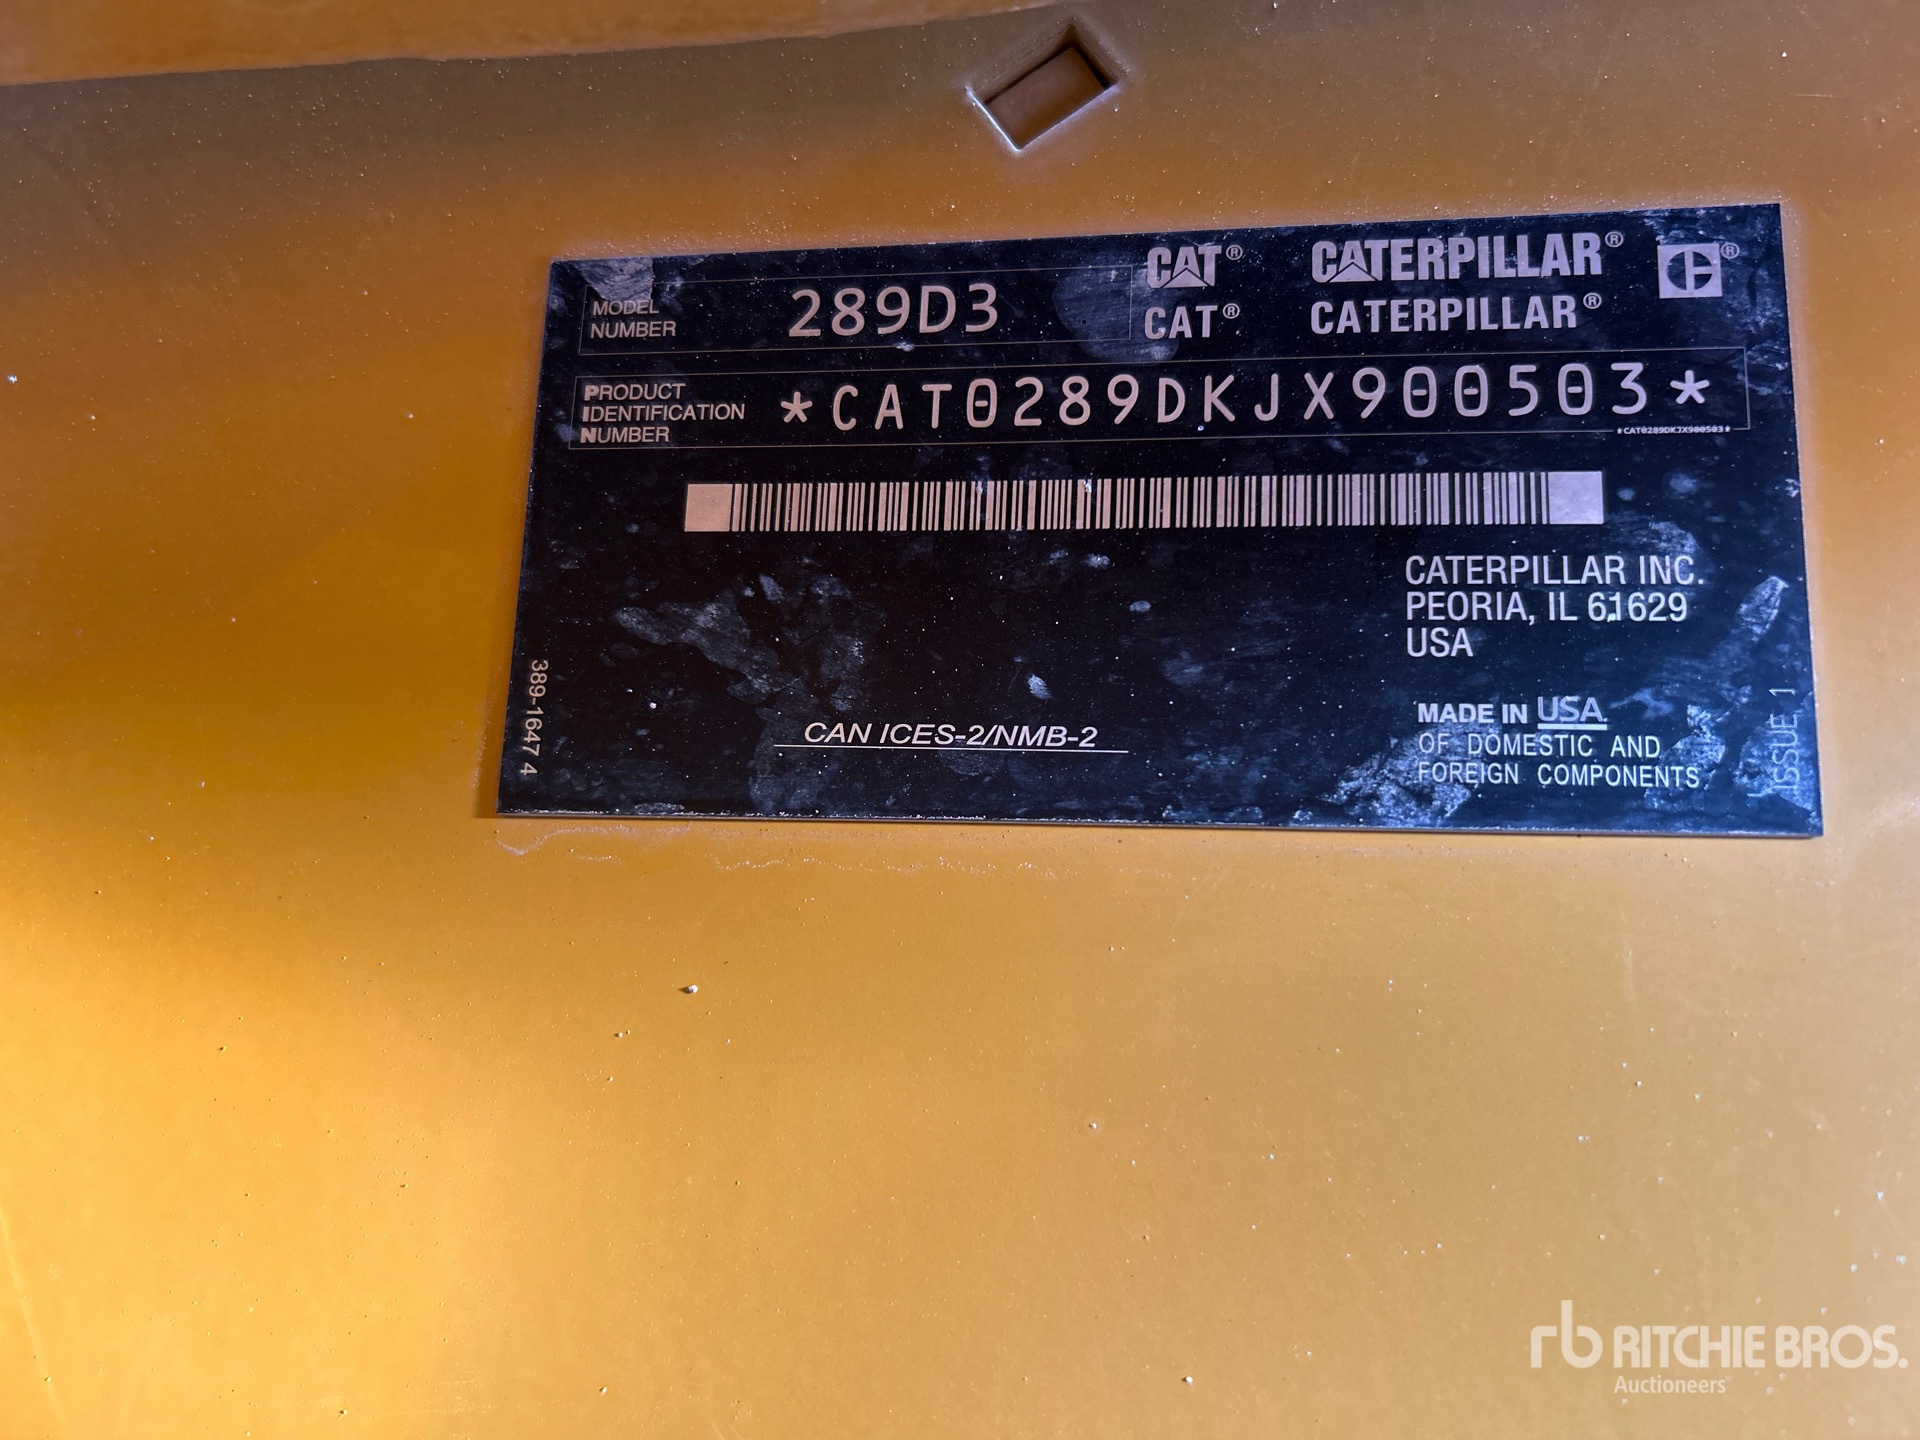 MODEL
NUMBER
289D3
CAT® CATERPILLAR® ®
CAT® CATERPILLAR®
PRODUCT
IDENTIFICATION
NUMBER
*CAT0289DKJX900503*
*CAT0289DKJX900503*
CATERPILLAR INC.
PEORIA, IL 61629
USA
389-1647 4
CAN ICES-2/NMB-2
MADE IN USA
OF DOMESTIC AND
FOREIGN COMPONENTS
ISSUE 1
rb RITCHIE BROS.
Auctioneers